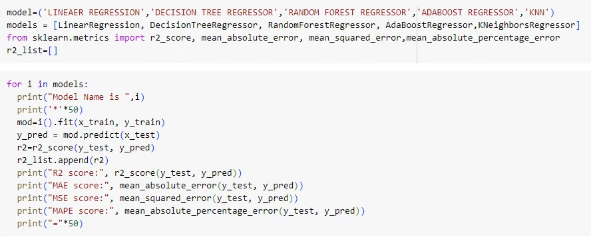 model=('LINEAER REGRESSION','DECISION TREE REGRESSOR','RANDOM FOREST REGRESSOR','ADABOOST REGRESSOR','KNN')
models = [LinearRegression, DecisionTreeRegressor, RandomForestRegressor, AdaBoostRegressor,KNeighborsRegressor]
from sklearn.metrics import r2_score, mean_absolute_error, mean_squared_error,mean_absolute_percentage_error
r2_list=[]
for i in models:
  print("Model Name is ",i)
  print('*'*50)
  mod=i().fit(x_train, y_train)
  y_pred = mod.predict(x_test)
  r2=r2_score(y_test, y_pred)
  r2_list.append(r2)
  print("R2 score:", r2_score(y_test, y_pred))
  print("MAE score:", mean_absolute_error(y_test, y_pred))
  print("MSE score:", mean_squared_error(y_test, y_pred))
  print("MAPE score:", mean_absolute_percentage_error(y_test, y_pred))
  print("="*50)